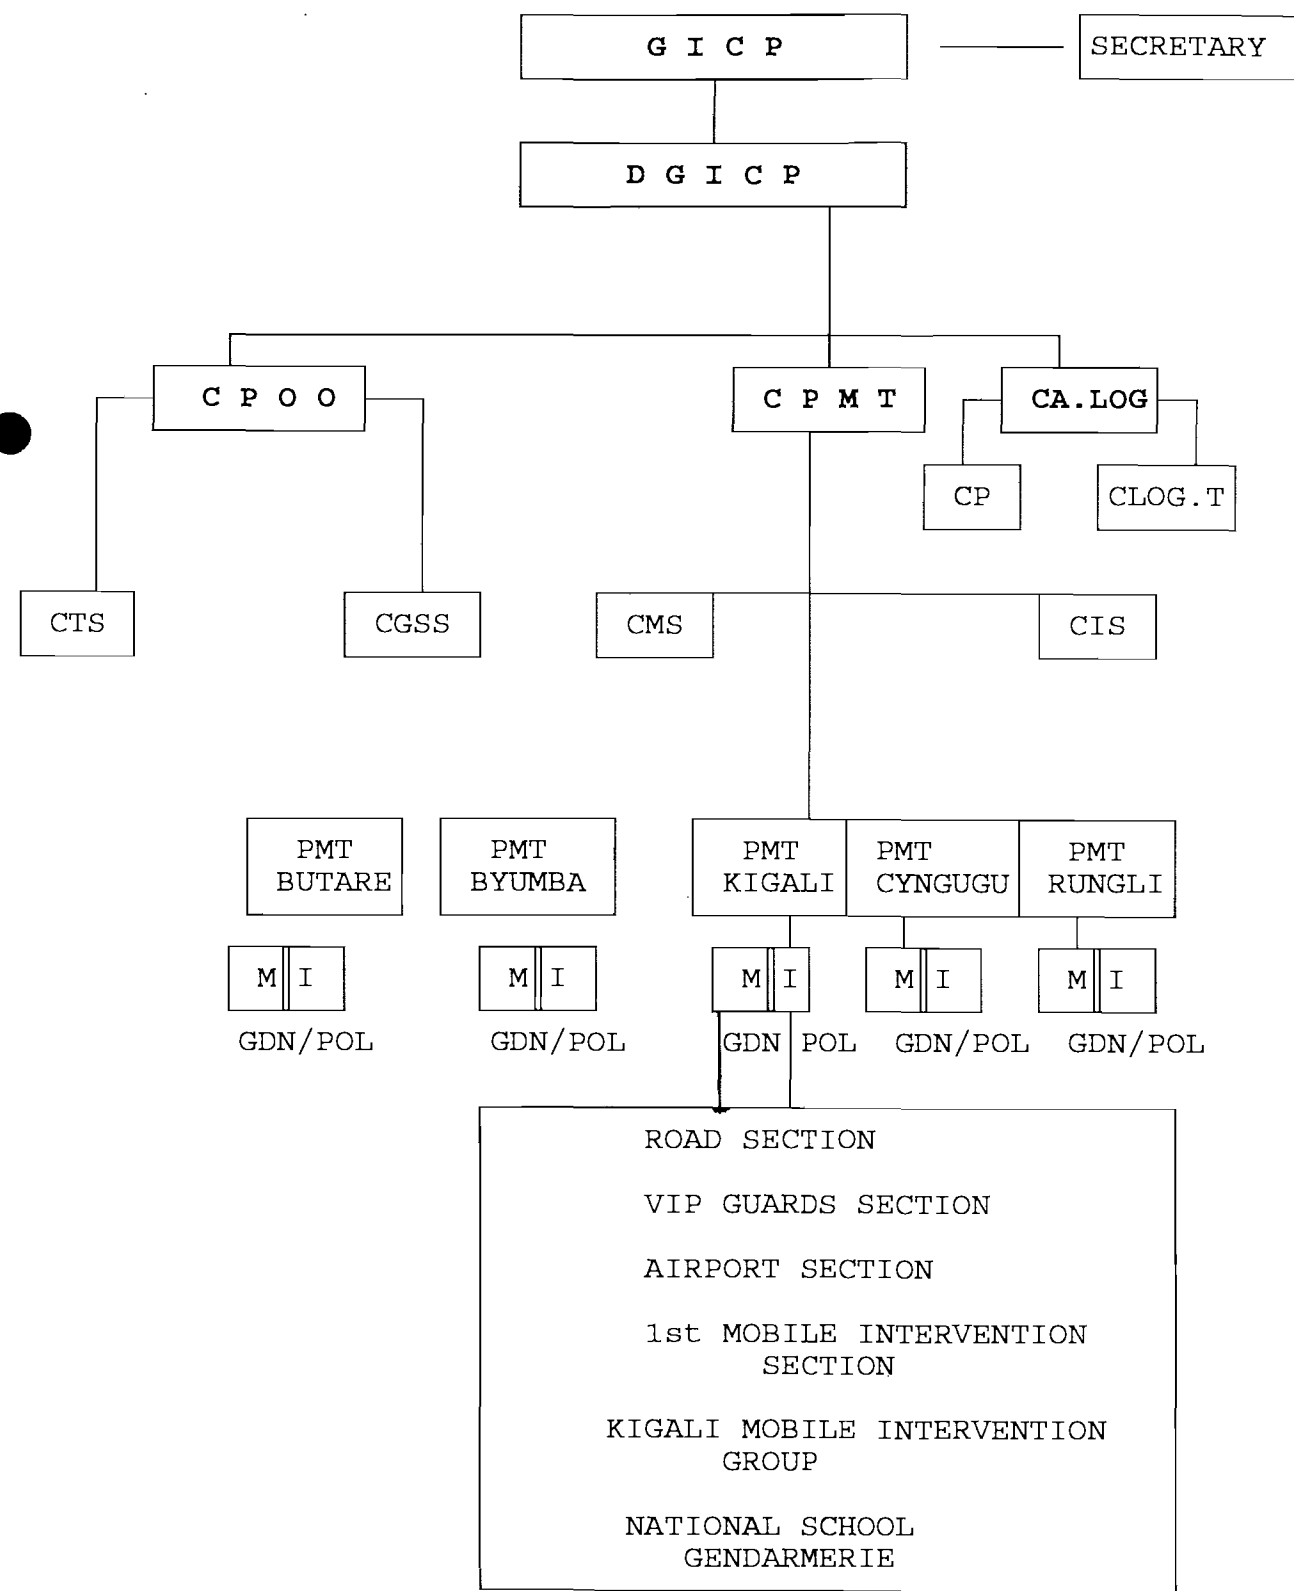 G I C P
SECRETARY
D G I C P
C P O O
C P M T
CA.LOG
CP
CLOG.T
CTS
CGSS
CMS
CIS
PMT
BUTARE
PMT
BYUMBA
PMT
KIGALI
PMT
CYNGUGU
PMT
RUNGLI
M I
M I
M I
M I
M I
GDN/POL
GDN/POL
GDN POL
GDN/POL
GDN/POL
ROAD SECTION
VIP GUARDS SECTION
AIRPORT SECTION
1st MOBILE INTERVENTION
SECTION
KIGALI MOBILE INTERVENTION
GROUP
NATIONAL SCHOOL
GENDARMERIE